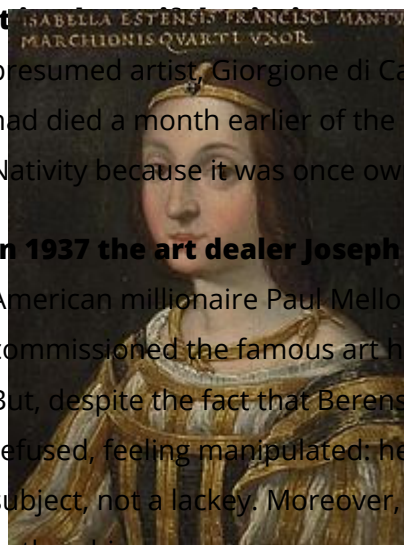 ISABELLA ESTENSIS FRANCISCI MANTV
MARCHIONIS QVARTI VXOR
presumed artist, Giorgione di Ca
had died a month earlier of the
Nativity because it was once ow
n 1937 the art dealer Joseph
American millionaire Paul Mello
commissioned the famous art h
But, despite the fact that Berens
refused, feeling manipulated: he
subject, not a lackey. Moreover,